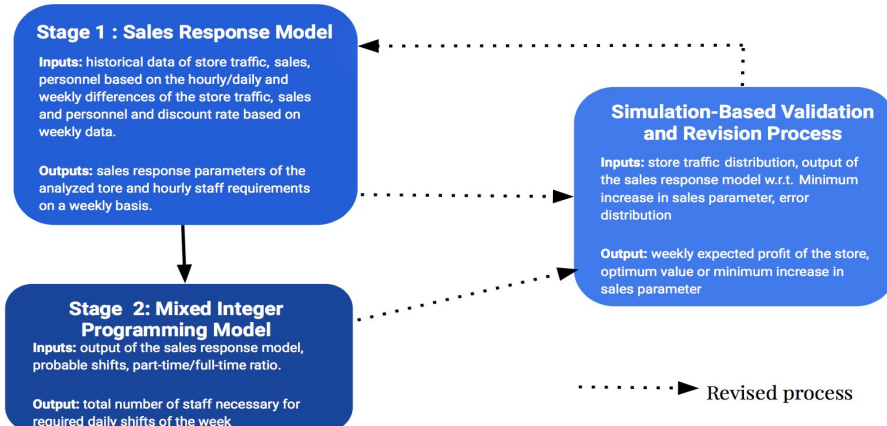 Stage 1 : Sales Response Model
Inputs: historical data of store traffic, sales,
personnel based on the hourly/daily and
weekly differences of the store traffic, sales
and personnel and discount rate based on
weekly data.
Outputs: sales response parameters of the
analyzed tore and hourly staff requirements
on a weekly basis.
Simulation-Based Validation
and Revision Process
Inputs: store traffic distribution, output of
the sales response model w.r.t. Minimum
increase in sales parameter, error
distribution
Output: weekly expected profit of the store,
optimum value or minimum increase in
sales parameter
Stage 2: Mixed Integer
Programming Model
Inputs: output of the sales response model,
probable shifts, part-time/full-time ratio.
Output: total number of staff necessary for
required daily shifts of the week
Revised process